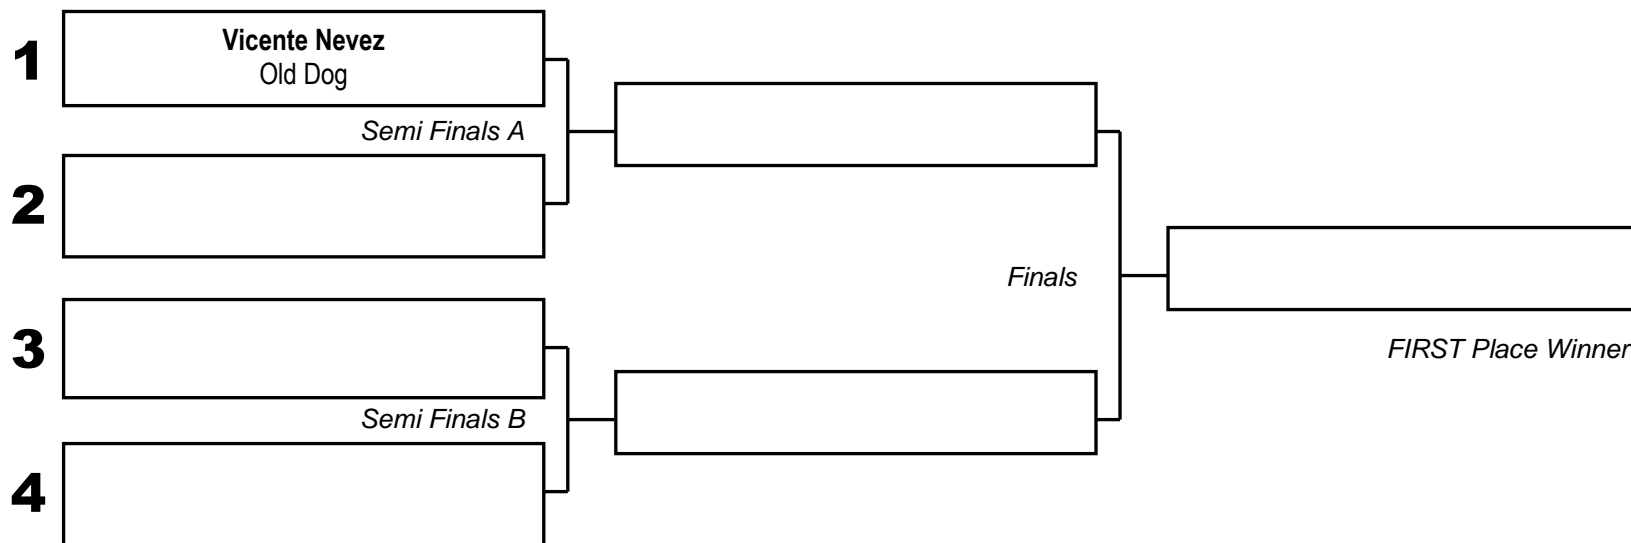 1
Vicente Nevez
Old Dog
Semi Finals A
2
Finals
3
FIRST Place Winner
Semi Finals B
4